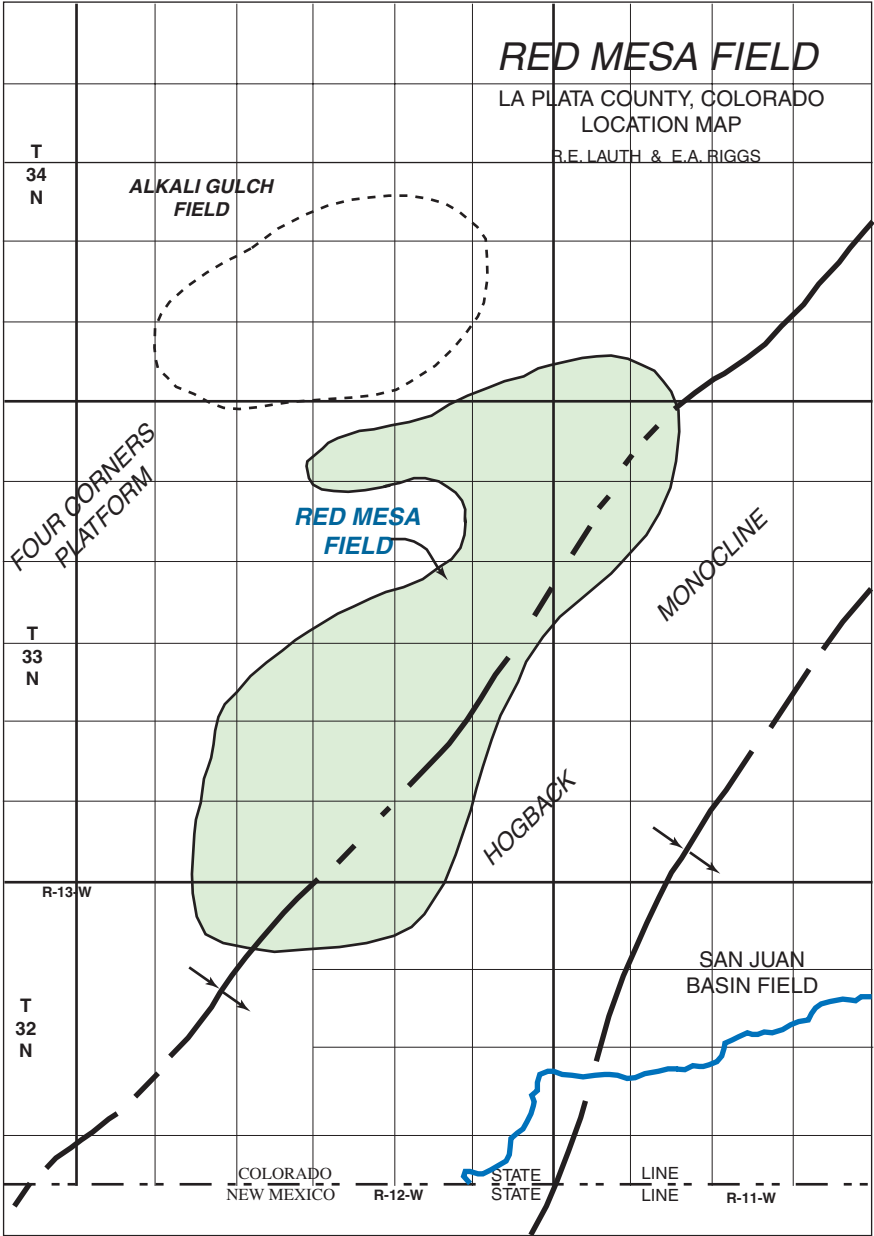 RED MESA FIELD
LA PLATA COUNTY, COLORADO
LOCATION MAP
R.E. LAUTH & E.A. RIGGS
T
34
N
ALKALI GULCH
FIELD
FOUR CORNERS
PLATFORM
RED MESA
FIELD
MONOCLINE
T
33
N
HOGBACK
R-13-W
SAN JUAN
BASIN FIELD
T
32
N
COLORADO
STATE
LINE
NEW MEXICO
R-12-W
STATE
LINE
R-11-W